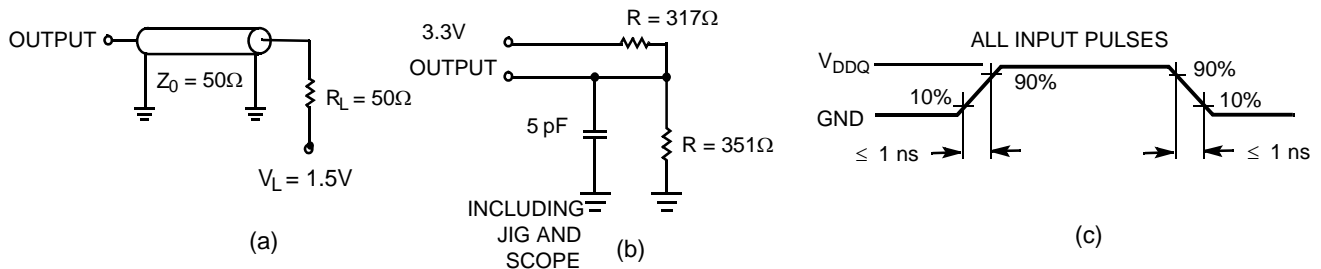 OUTPUT
Z0 = 50Ω
RL = 50Ω
VL = 1.5V
(a)
R = 317Ω
3.3V
OUTPUT
5 pF
R = 351Ω
INCLUDING
JIG AND
SCOPE
(b)
ALL INPUT PULSES
VDDQ
90%
90%
10%
10%
GND
≤ 1 ns
≤ 1 ns
(c)